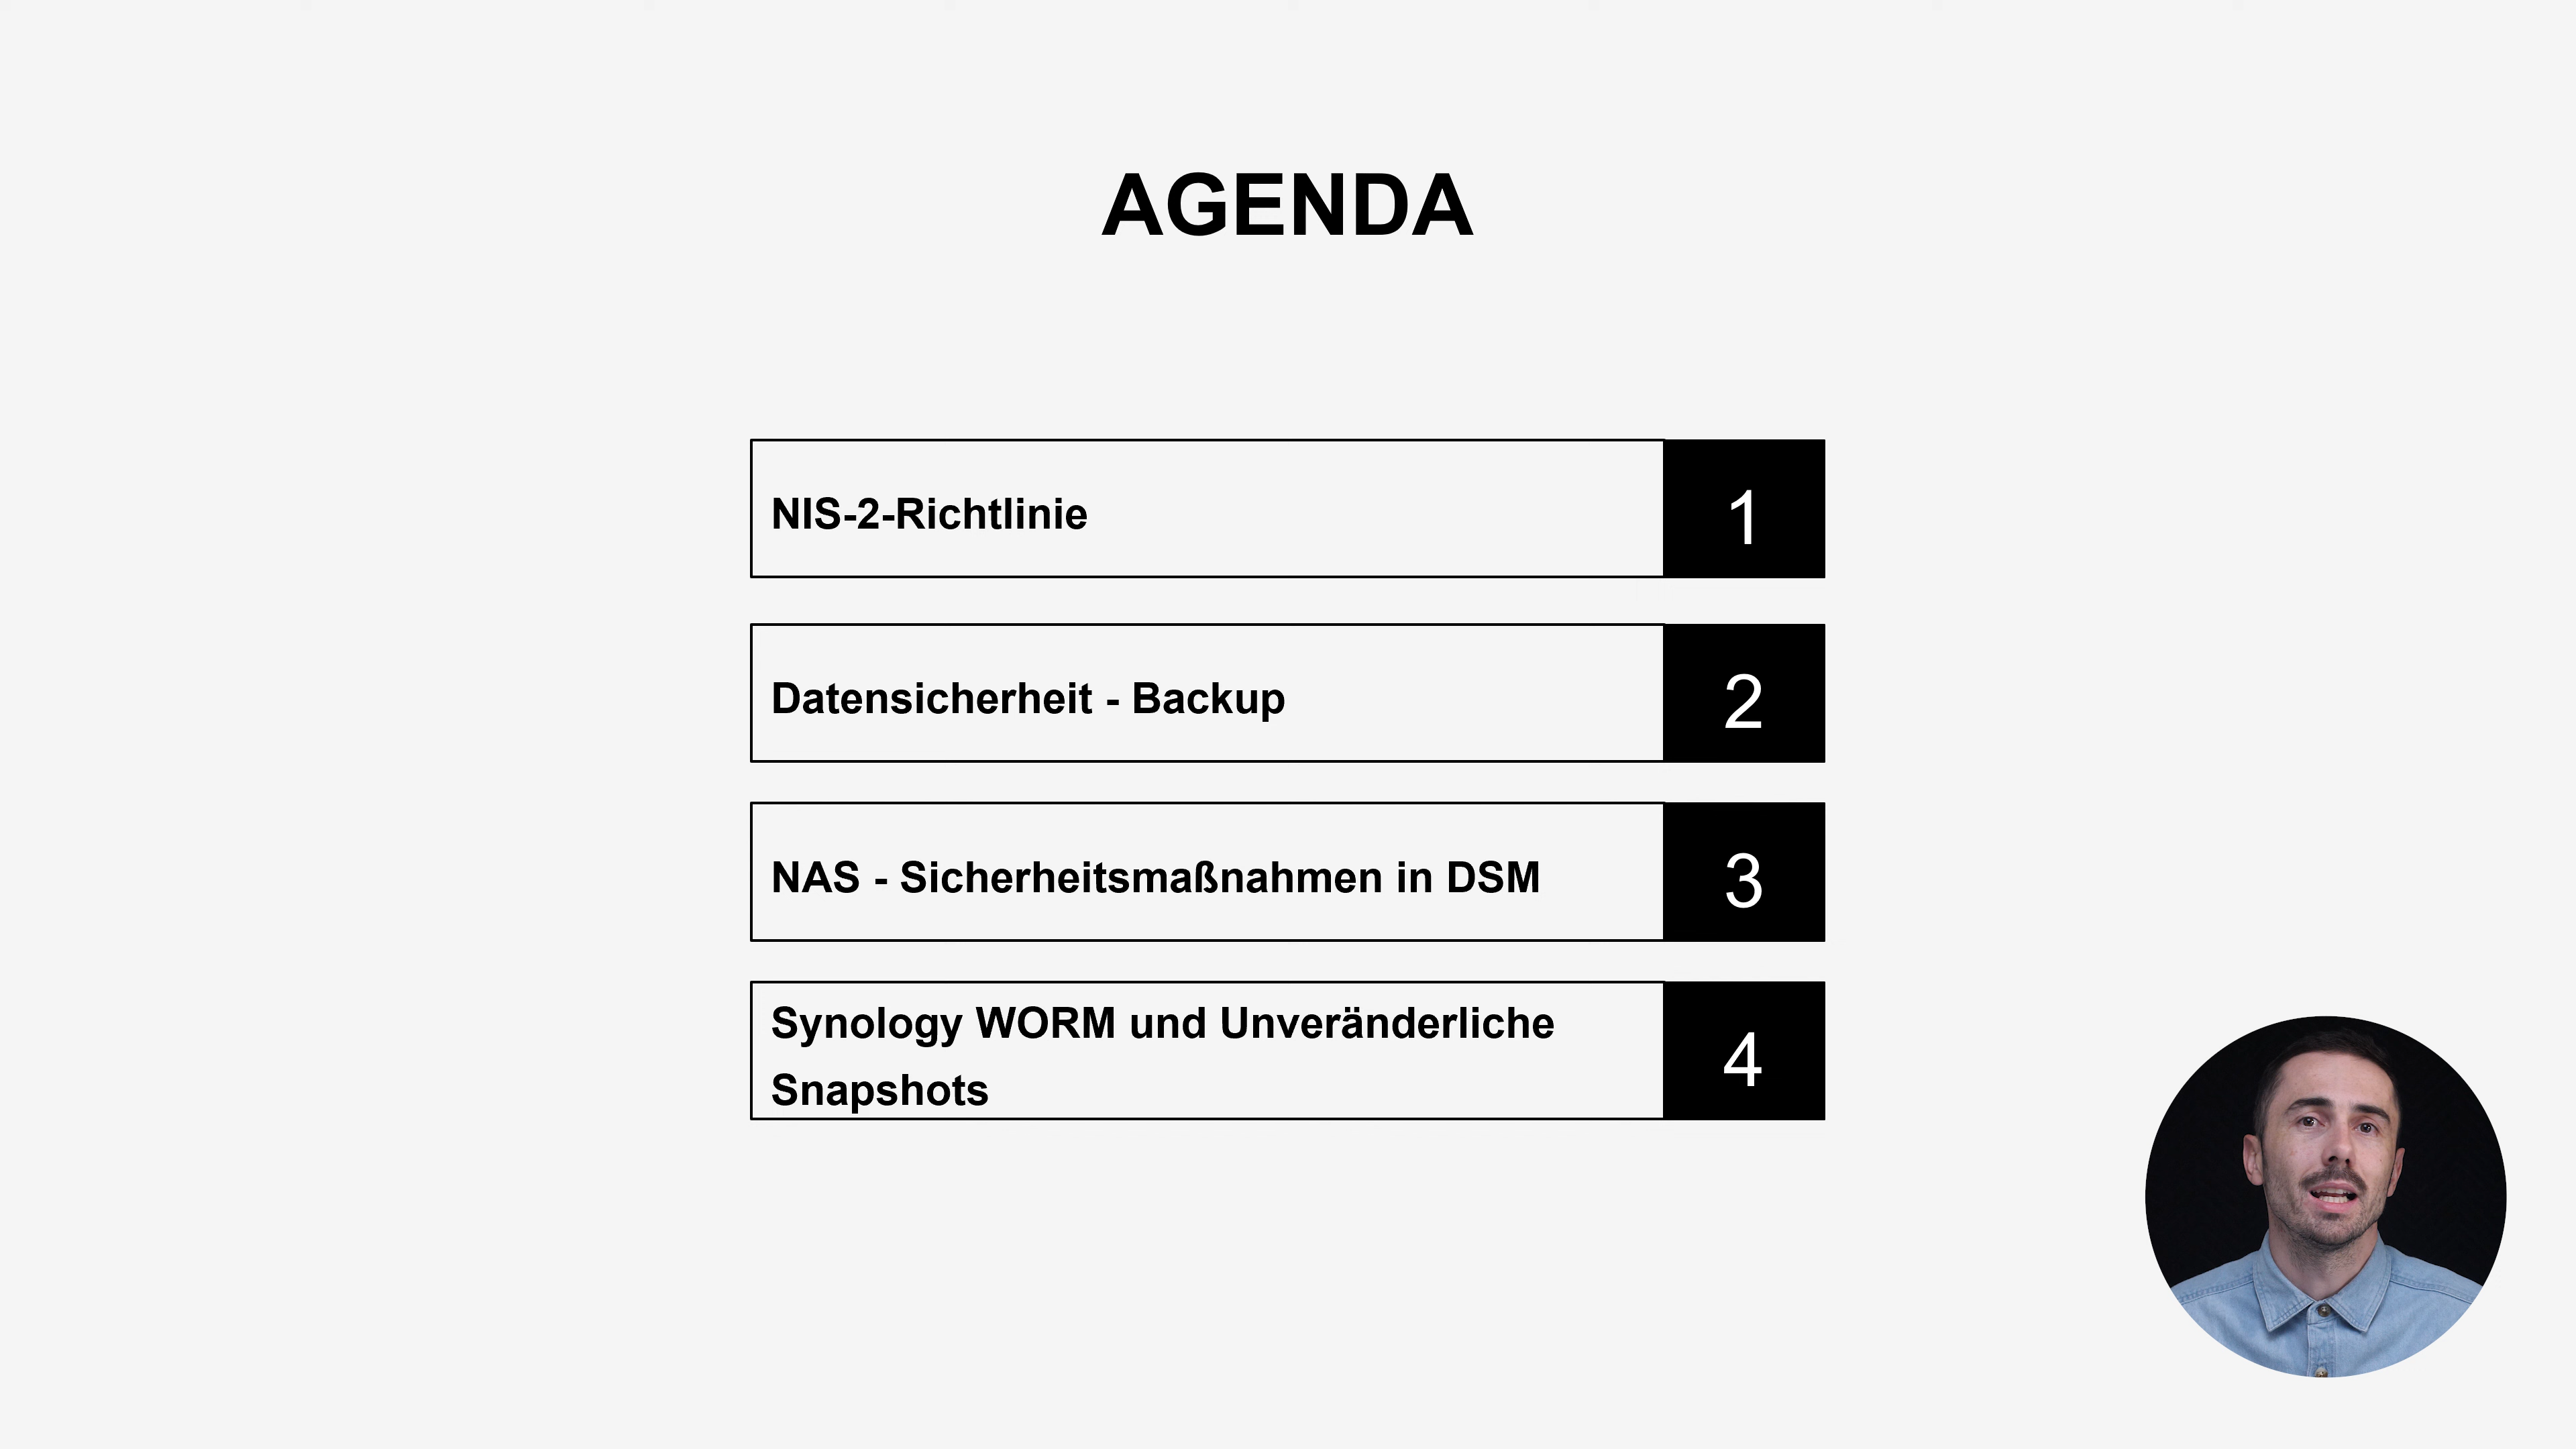 AGENDA
NIS-2-Richtlinie
1
Datensicherheit - Backup
2
NAS - Sicherheitsmaßnahmen in DSM
3
Synology WORM und Unveränderliche
Snapshots
4